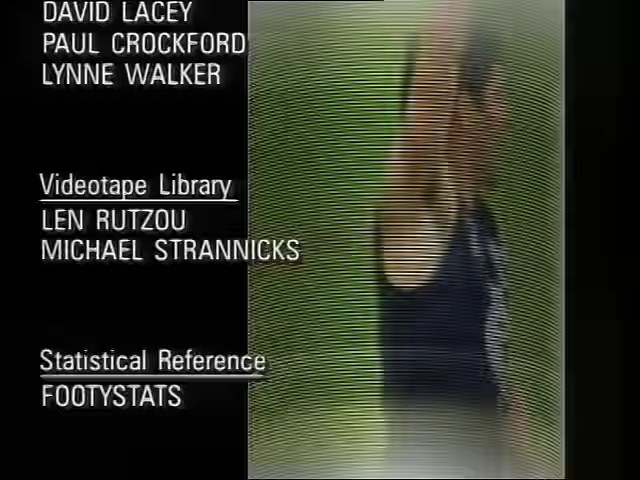 DAVID LACEY
PAUL CROCKFORD
LYNNE WALKER
Videotape Library
LEN RUTZOU
MICHAEL STRANNICKS
Statistical Reference
FOOTYSTATS